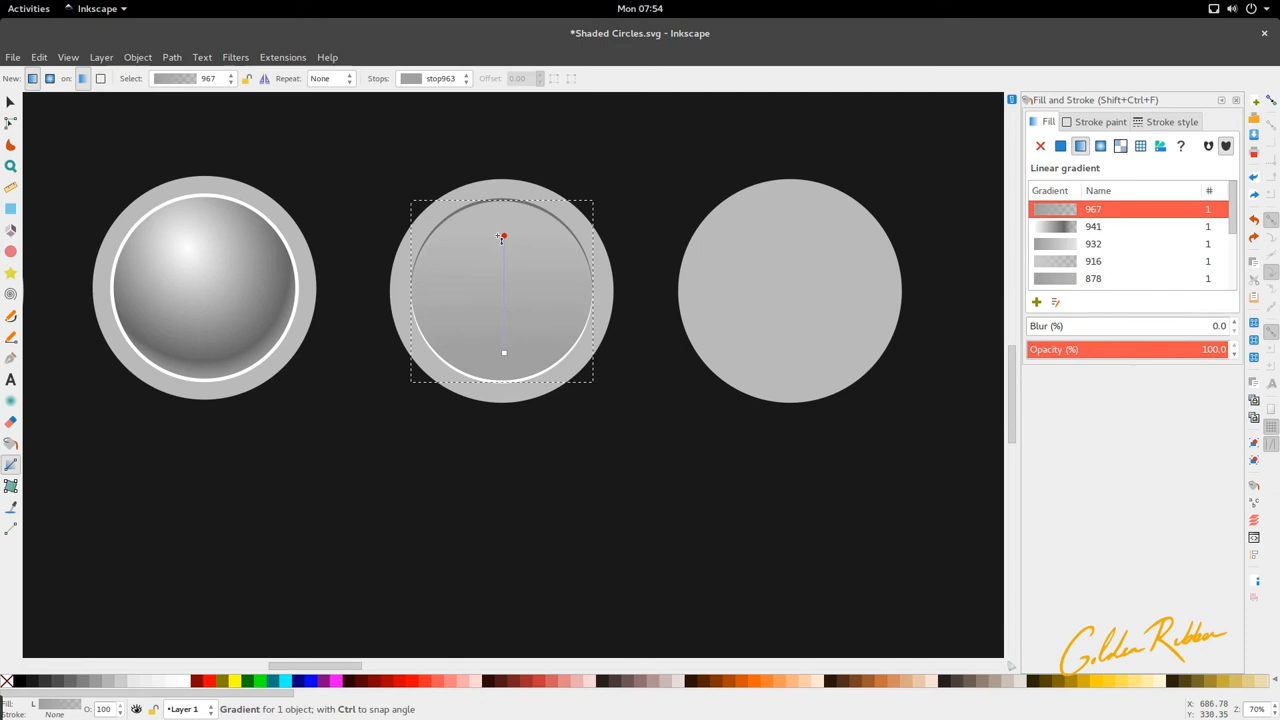 Activities Inkscape Mon 07:54
*Shaded Circles.svg - Inkscape
File Edit View Layer Object Path Text Filters Extensions Help
New: on: Select: 967 Repeat: None Stops: stop963 Offset: 0.00
Fill and Stroke (Shift+Ctrl+F)
Fill Stroke paint Stroke style
Linear gradient
Gradient Name #
967 1
941 1
932 1
916 1
878 1
Blur (%) 0.0
Opacity (%) 100.0
Golden Ribbon
Fill: L O: 100 Layer 1 Gradient for 1 object; with Ctrl to snap angle X: 686.78 Z: 70%
Stroke: None Y: 330.35